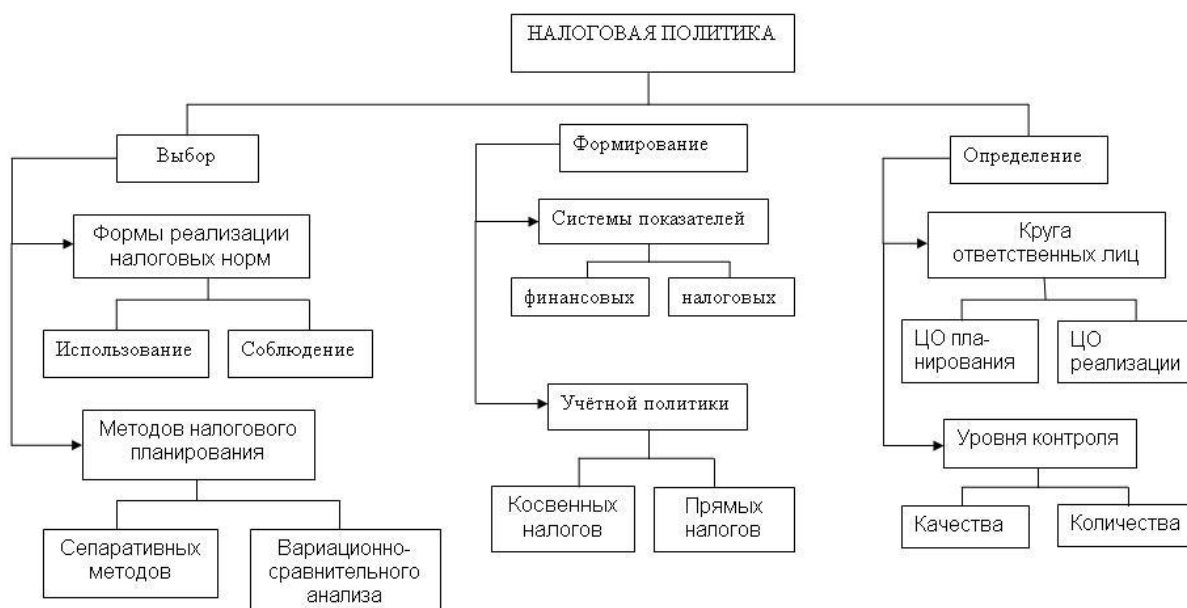 НАЛОГОВАЯ ПОЛИТИКА
Выбор
Формирование
Определение
Формы реализации
налоговых норм
Использование
Соблюдение
Методов налогового
планирования
Сепаративных
методов
Вариационно-
сравнительного
анализа
Системы показателей
финансовых
налоговых
Учётной политики
Косвенных
налогов
Прямых
налогов
Круга
ответственных лиц
ЦО пла-
нирования
ЦО
реализации
Уровня контроля
Качества
Количества